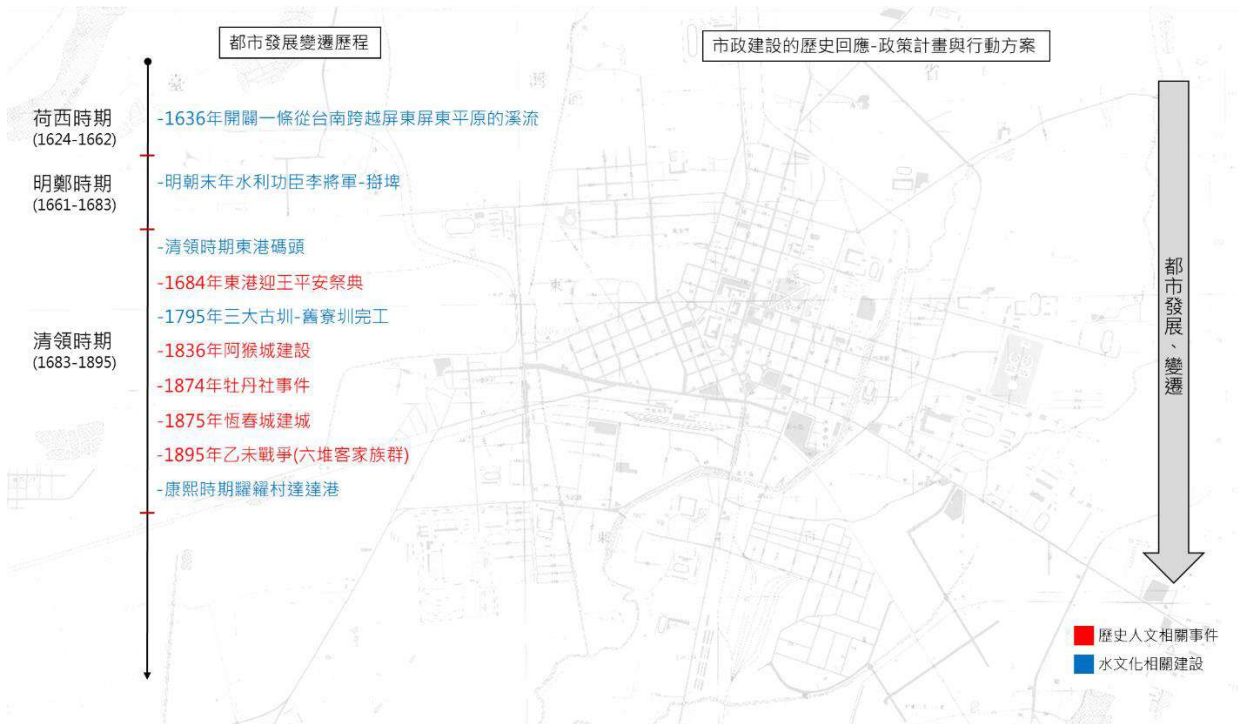 都市發展變遷歷程
市政建設的歷史回應-政策計畫與行動方案
荷西時期
(1624-1662)
-1636年開闢一條從台南跨越屏東屏東平原的溪流
明鄭時期
(1661-1683)
-明朝末年水利功臣李將軍-搿埤
清領時期
(1683-1895)
-清領時期東港碼頭
-1684年東港迎王平安祭典
-1795年三大古圳-舊寮圳完工
-1836年阿猴城建設
-1874年牡丹社事件
-1875年恆春城建城
-1895年乙未戰爭(六堆客家族群)
-康熙時期糶糴村達達港
都市發展、變遷
歷史人文相關事件
水文化相關建設